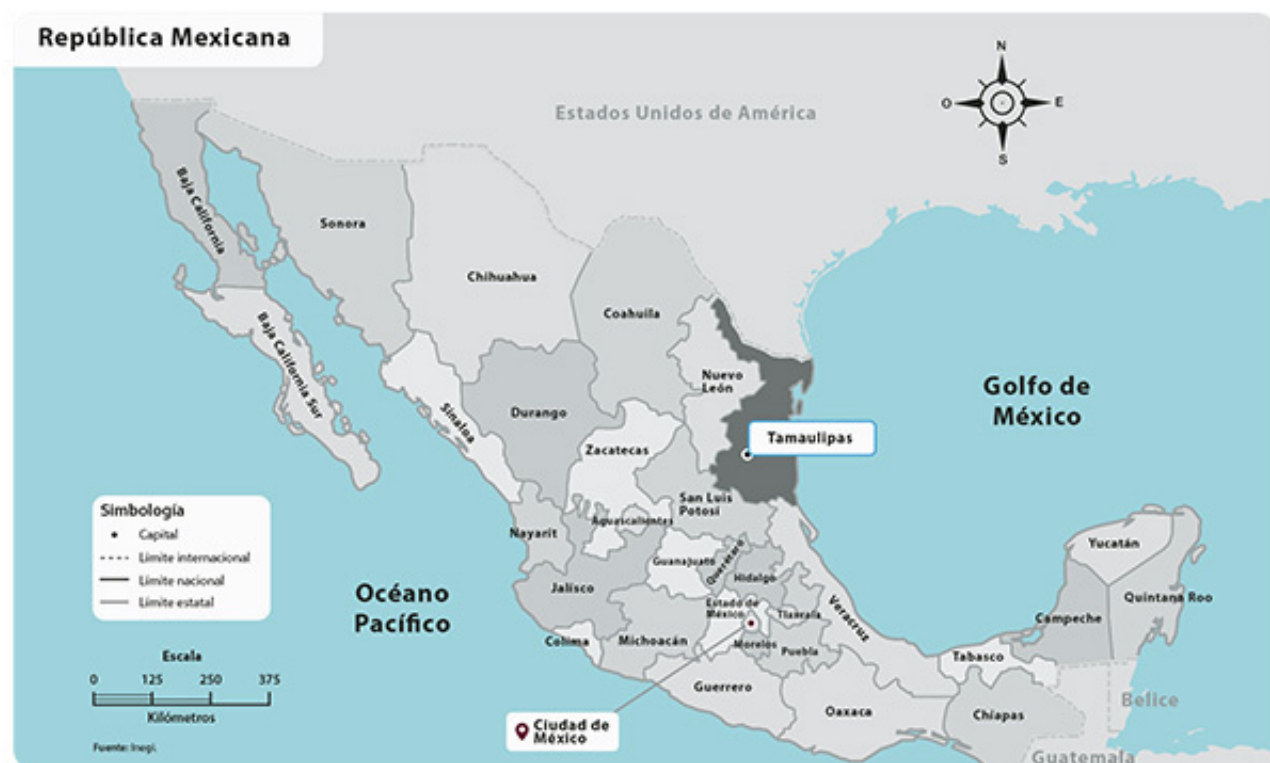 República Mexicana
N
O
E
S
Estados Unidos de América
Baja California
Sonora
Chihuahua
Coahuila
Baja California Sur
Nuevo
León
Golfo de
México
Sinaloa
Durango
Tamaulipas
Zacatecas
San Luis
Potosí
Simbología
Capital
Límite internacional
Límite nacional
Límite estatal
Nayarit
Aguascalientes
Guanajuato
Querétaro
Hidalgo
Yucatán
Jalisco
Océano
Pacífico
Quintana Roo
Campeche
Estado de
México
Tlaxcala
Veracruz
Colima
Michoacán
Morelos
Puebla
Tabasco
Escala
0 125 250 375
Kilómetros
Guerrero
Oaxaca
Chiapas
Belice
Ciudad de
México
Guatemala
Fuente: Inegi.